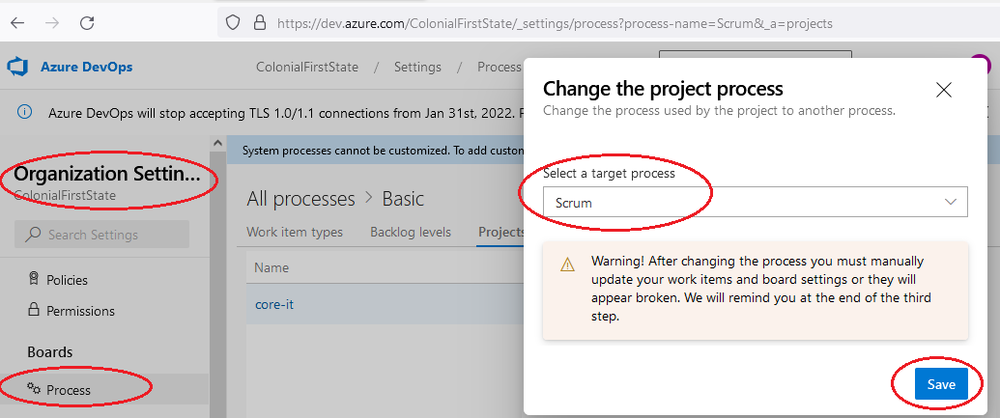 https://dev.azure.com/ColonialFirstState/_settings/process?process-name=Scrum&_a=projects
Azure DevOps
ColonialFirstState / Settings / Process
Azure DevOps will stop accepting TLS 1.0/1.1 connections from Jan 31st, 2022.
Organization Settin...
ColonialFirstState
Search Settings
Policies
Permissions
Boards
Process
System processes cannot be customized. To add custom
All processes > Basic
Work item types Backlog levels Projects
Name
core-it
Change the project process
Change the process used by the project to another process.
Select a target process
Scrum
Warning! After changing the process you must manually
update your work items and board settings or they will
appear broken. We will remind you at the end of the third
step.
Save